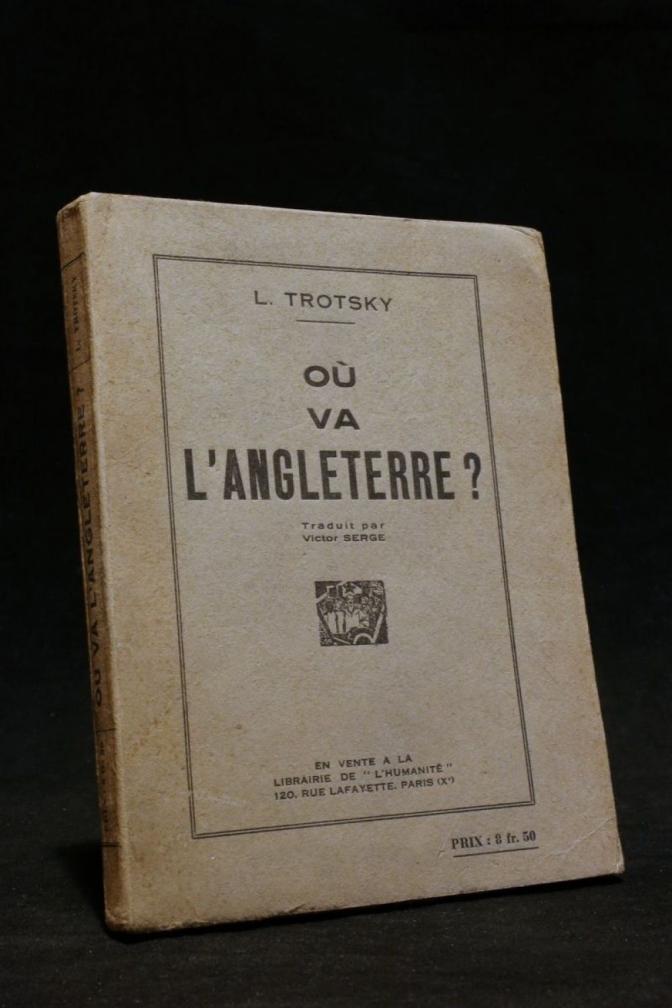 L. TROTSKY
OÙ
VA
L'ANGLETERRE ?
Traduit par
Victor SERGE
EN VENTE A LA
LIBRAIRIE DE "L'HUMANITÉ"
120, RUE LAFAYETTE, PARIS (Xᵉ)
PRIX : 8 fr. 50
L. TROTSKY
OÙ VA L'ANGLETERRE ?